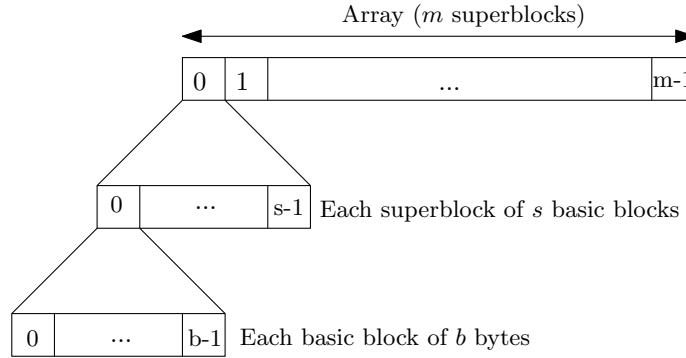 Array (m superblocks)
0 1 ... m-1
0 ... s-1 Each superblock of s basic blocks
0 ... b-1 Each basic block of b bytes